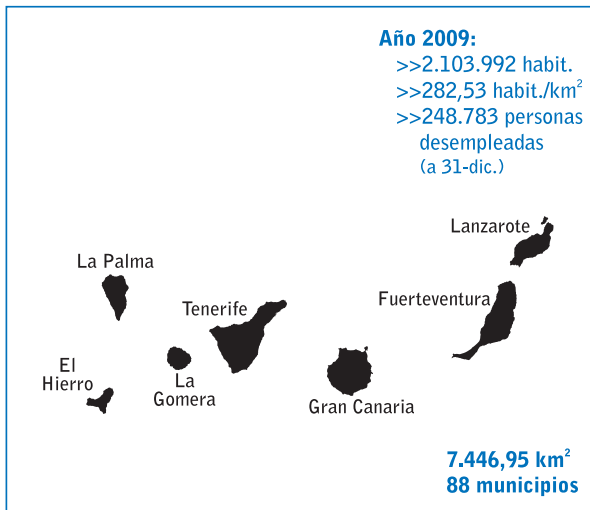 Año 2009:
>>2.103.992 habit.
>>282,53 habit./km²
>>248.783 personas
desempleadas
(a 31-dic.)
Lanzarote
La Palma
Fuerteventura
Tenerife
El
Hierro
La
Gomera
Gran Canaria
7.446,95 km²
88 municipios